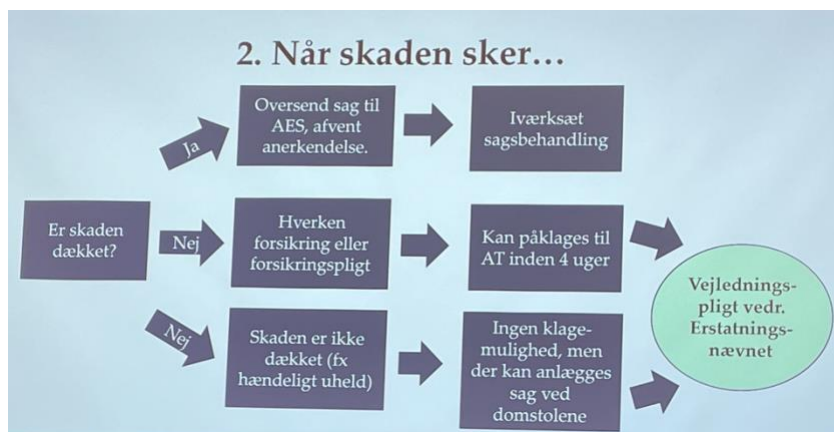 2. Når skaden sker…
Oversend sag til
AES, afvent
anerkendelse.
Iværksæt
sagsbehandling
Ja
Er skaden
dækket?
Nej
Hverken
forsikring eller
forsikringspligt
Kan påklages til
AT inden 4 uger
Vejlednings-
pligt vedr.
Erstatnings-
nævnet
Nej
Skaden er ikke
dækket (fx
hændeligt uheld)
Ingen klage-
mulighed, men
der kan anlægges
sag ved
domstolene